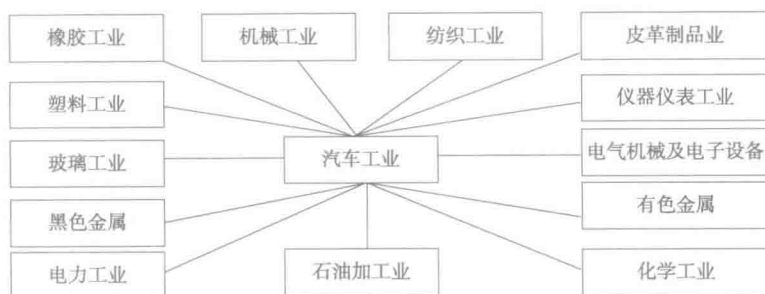 橡胶工业
机械工业
纺织工业
皮革制品业
塑料工业
仪器仪表工业
玻璃工业
汽车工业
电气机械及电子设备
黑色金属
有色金属
电力工业
石油加工业
化学工业